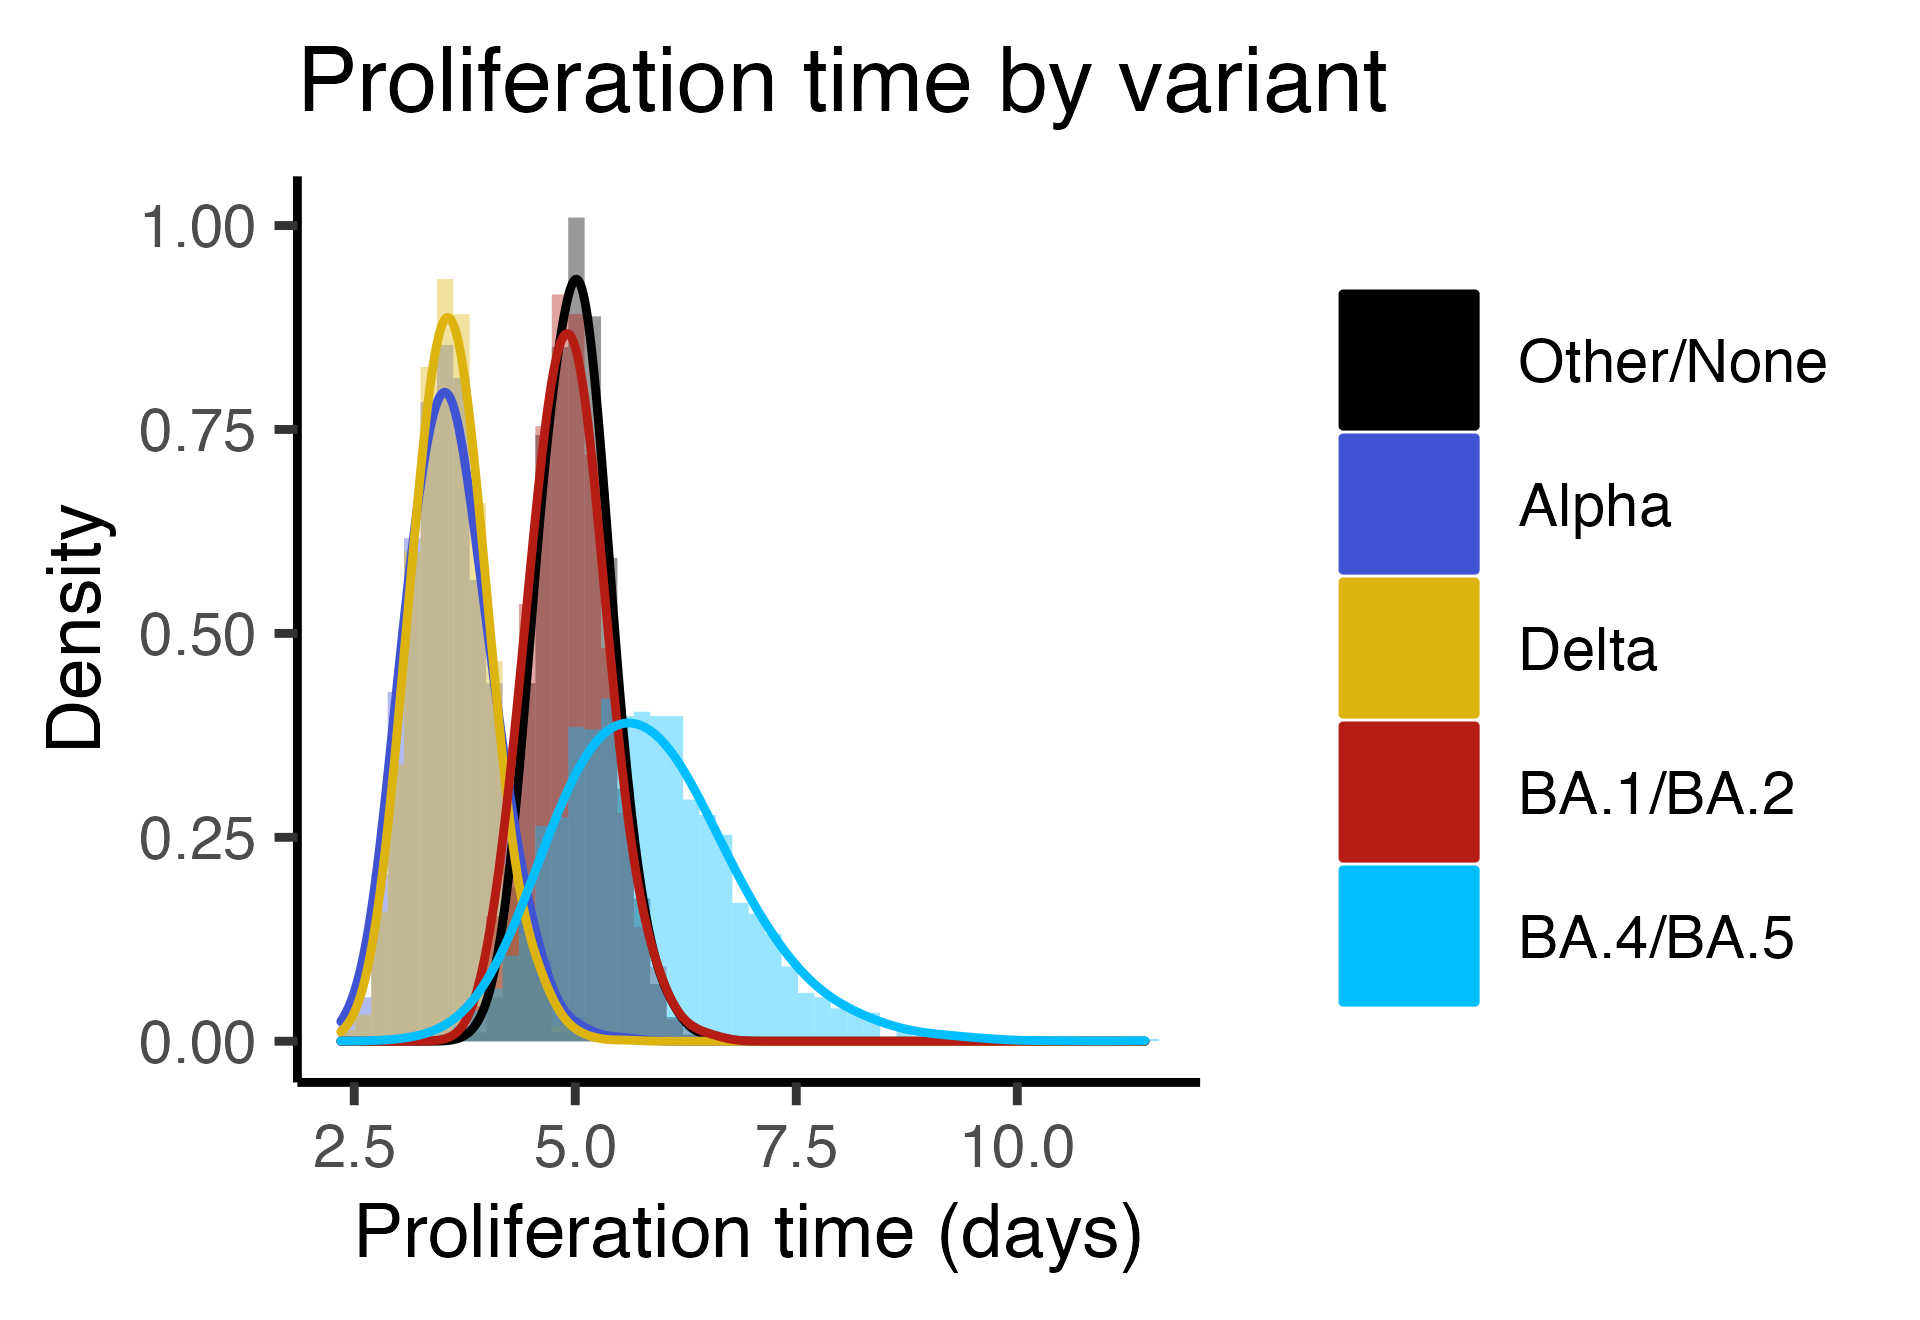 Proliferation time by variant
1.00
0.75
0.50
0.25
0.00
Density
2.5 5.0 7.5 10.0
Proliferation time (days)
Other/None
Alpha
Delta
BA.1/BA.2
BA.4/BA.5